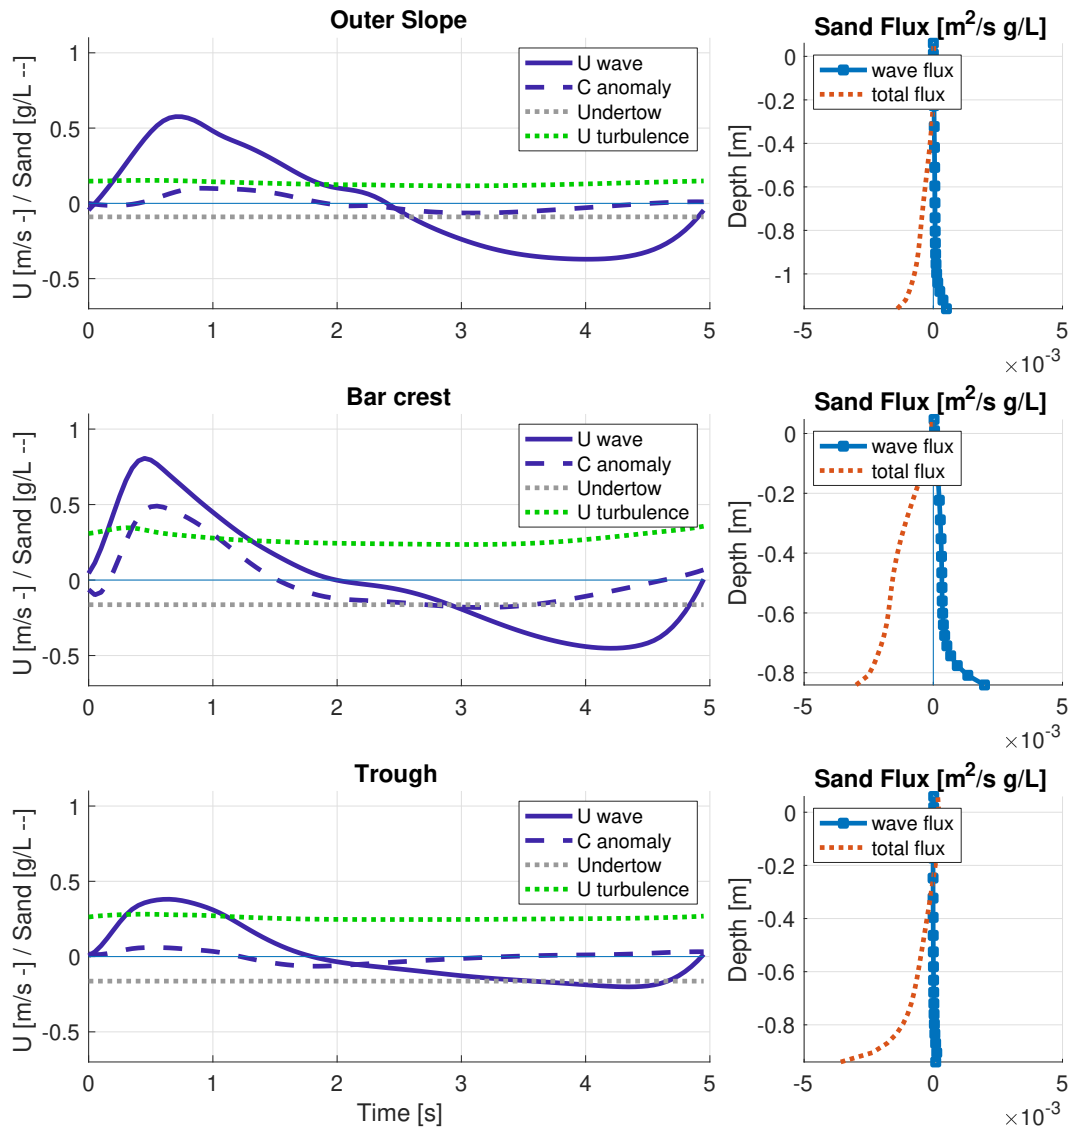 Outer Slope
U [m/s -] / Sand [g/L --]
1
0.5
0
-0.5
0
1
2
3
4
5
U wave
C anomaly
Undertow
U turbulence
Sand Flux [m²/s g/L]
Depth [m]
0
-0.2
-0.4
-0.6
-0.8
-1
-5
0
5
×10⁻³
wave flux
total flux
Bar crest
U [m/s -] / Sand [g/L --]
1
0.5
0
-0.5
0
1
2
3
4
5
U wave
C anomaly
Undertow
U turbulence
Sand Flux [m²/s g/L]
Depth [m]
0
-0.2
-0.4
-0.6
-0.8
-5
0
5
×10⁻³
wave flux
total flux
Trough
U [m/s -] / Sand [g/L --]
1
0.5
0
-0.5
0
1
2
3
4
5
Time [s]
U wave
C anomaly
Undertow
U turbulence
Sand Flux [m²/s g/L]
Depth [m]
0
-0.2
-0.4
-0.6
-0.8
-5
0
5
×10⁻³
wave flux
total flux